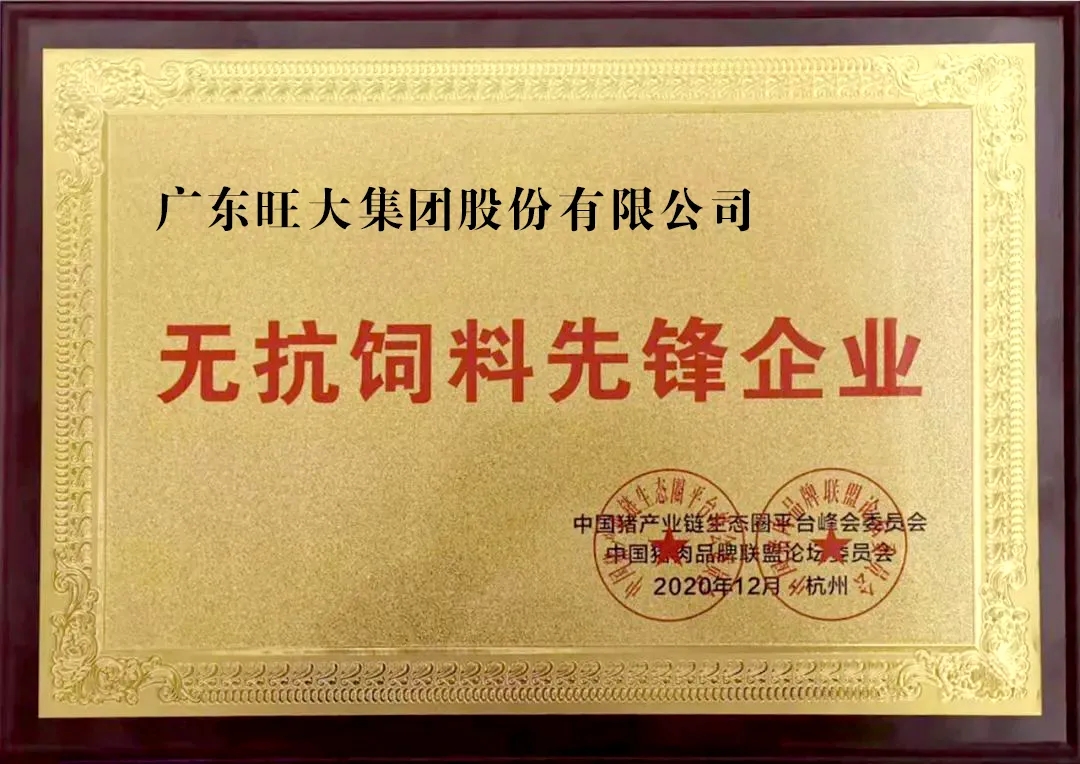 广东旺大集团股份有限公司
无抗饲料先锋企业
中国猪产业链生态圈平台峰会委员会
中国猪肉品牌联盟论坛委员会
2020年12月 杭州